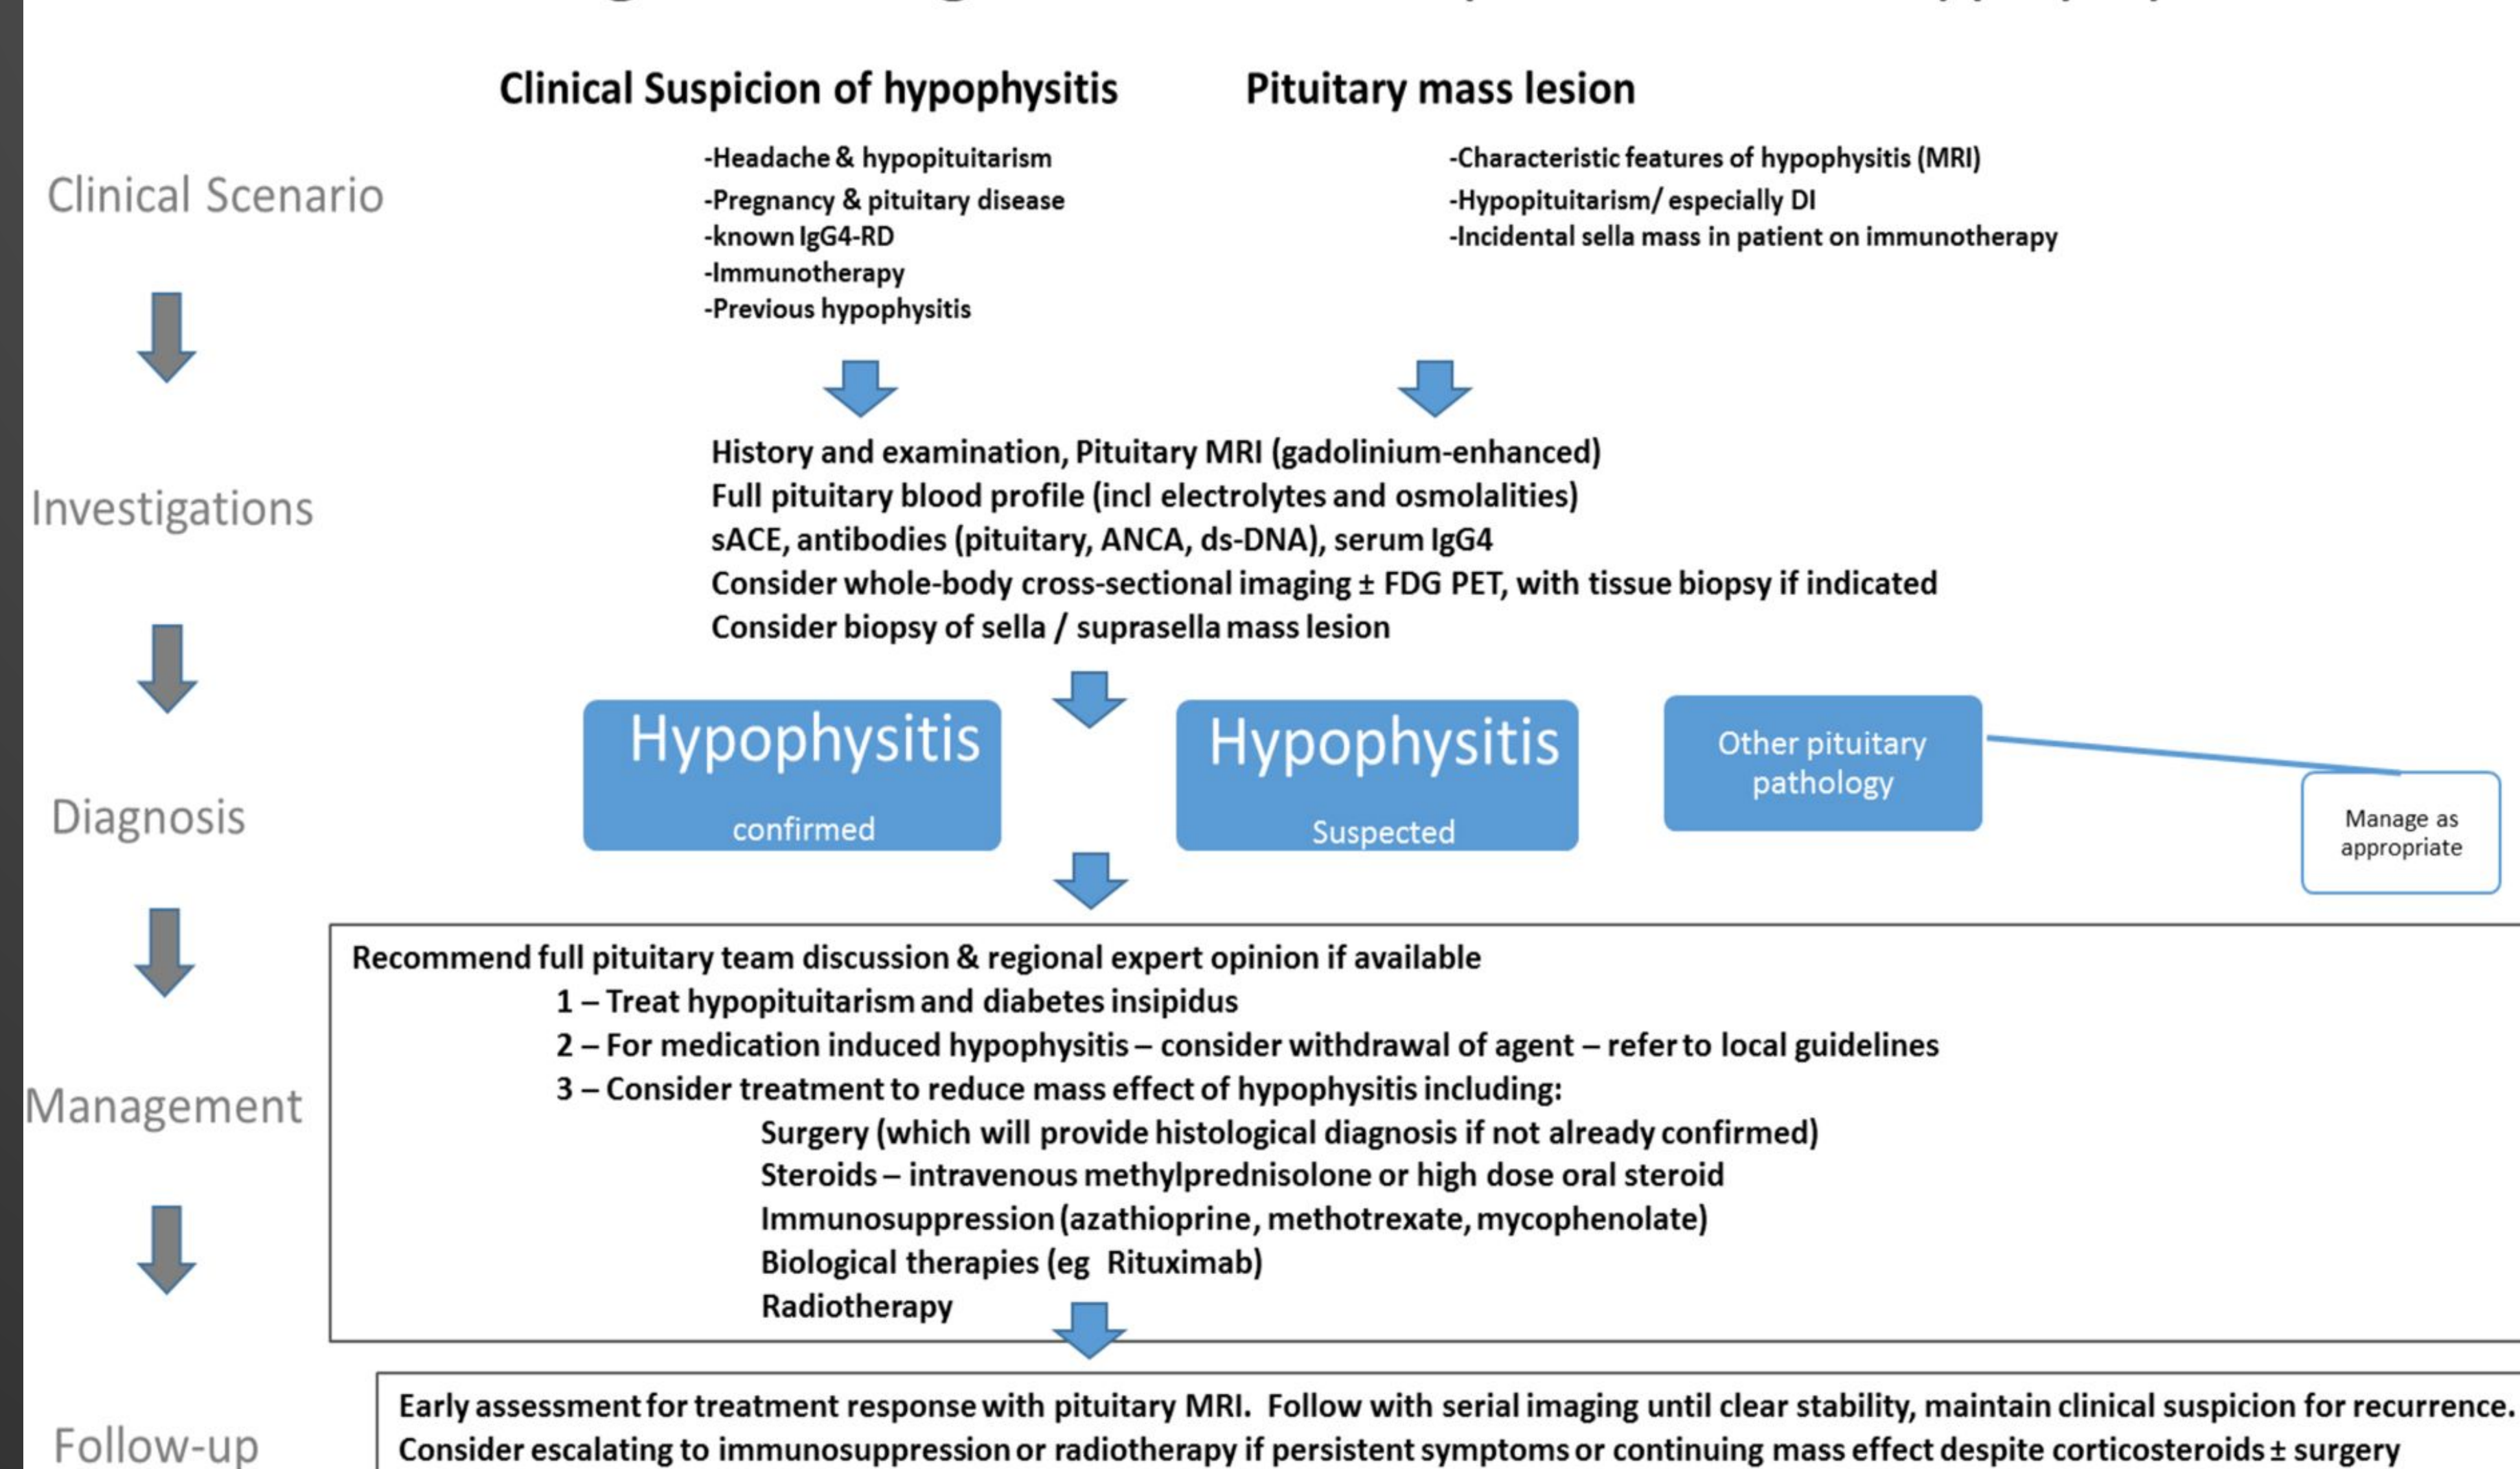 Clinical Suspicion of hypophysitis
Pituitary mass lesion
Clinical Scenario
-Headache & hypopituitarism
-Pregnancy & pituitary disease
-known IgG4-RD
-Immunotherapy
-Previous hypophysitis
-Characteristic features of hypophysitis (MRI)
-Hypopituitarism/ especially DI
-Incidental sella mass in patient on immunotherapy
Investigations
History and examination, Pituitary MRI (gadolinium-enhanced)
Full pituitary blood profile (incl electrolytes and osmolalities)
sACE, antibodies (pituitary, ANCA, ds-DNA), serum IgG4
Consider whole-body cross-sectional imaging ± FDG PET, with tissue biopsy if indicated
Consider biopsy of sella / suprasella mass lesion
Diagnosis
Hypophysitis
confirmed
Hypophysitis
Suspected
Other pituitary
pathology
Manage as
appropriate
Management
Recommend full pituitary team discussion & regional expert opinion if available
1 – Treat hypopituitarism and diabetes insipidus
2 – For medication induced hypophysitis – consider withdrawal of agent – refer to local guidelines
3 – Consider treatment to reduce mass effect of hypophysitis including:
Surgery (which will provide histological diagnosis if not already confirmed)
Steroids – intravenous methylprednisolone or high dose oral steroid
Immunosuppression (azathioprine, methotrexate, mycophenolate)
Biological therapies (eg Rituximab)
Radiotherapy
Follow-up
Early assessment for treatment response with pituitary MRI. Follow with serial imaging until clear stability, maintain clinical suspicion for recurrence.
Consider escalating to immunosuppression or radiotherapy if persistent symptoms or continuing mass effect despite corticosteroids ± surgery